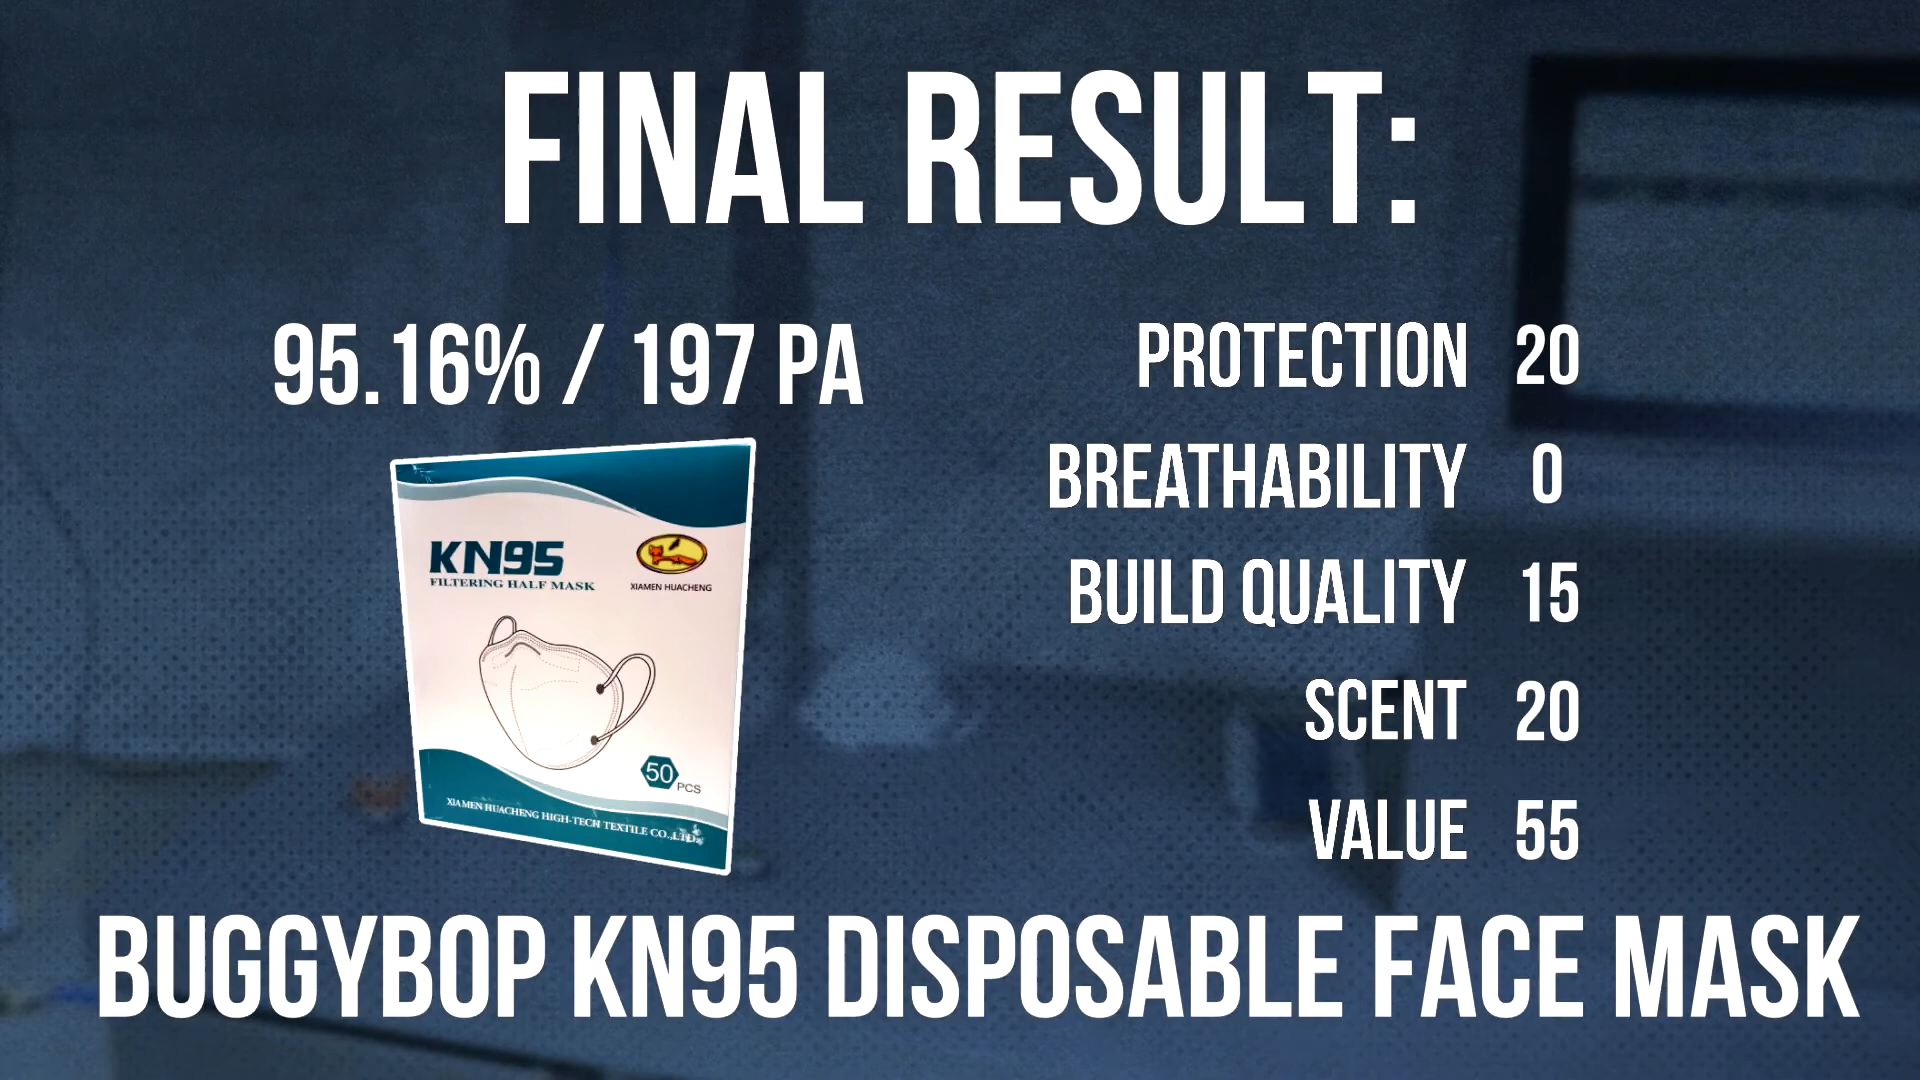 FINAL RESULT:
95.16% / 197 PA
KN95
FILTERING HALF MASK
XIAMEN HUACHENG
50 PCS
XIAMEN HUACHENG HIGH-TECH TEXTILE CO.,LTD.
PROTECTION 20
BREATHABILITY 0
BUILD QUALITY 15
SCENT 20
VALUE 55
BUGGYBOP KN95 DISPOSABLE FACE MASK